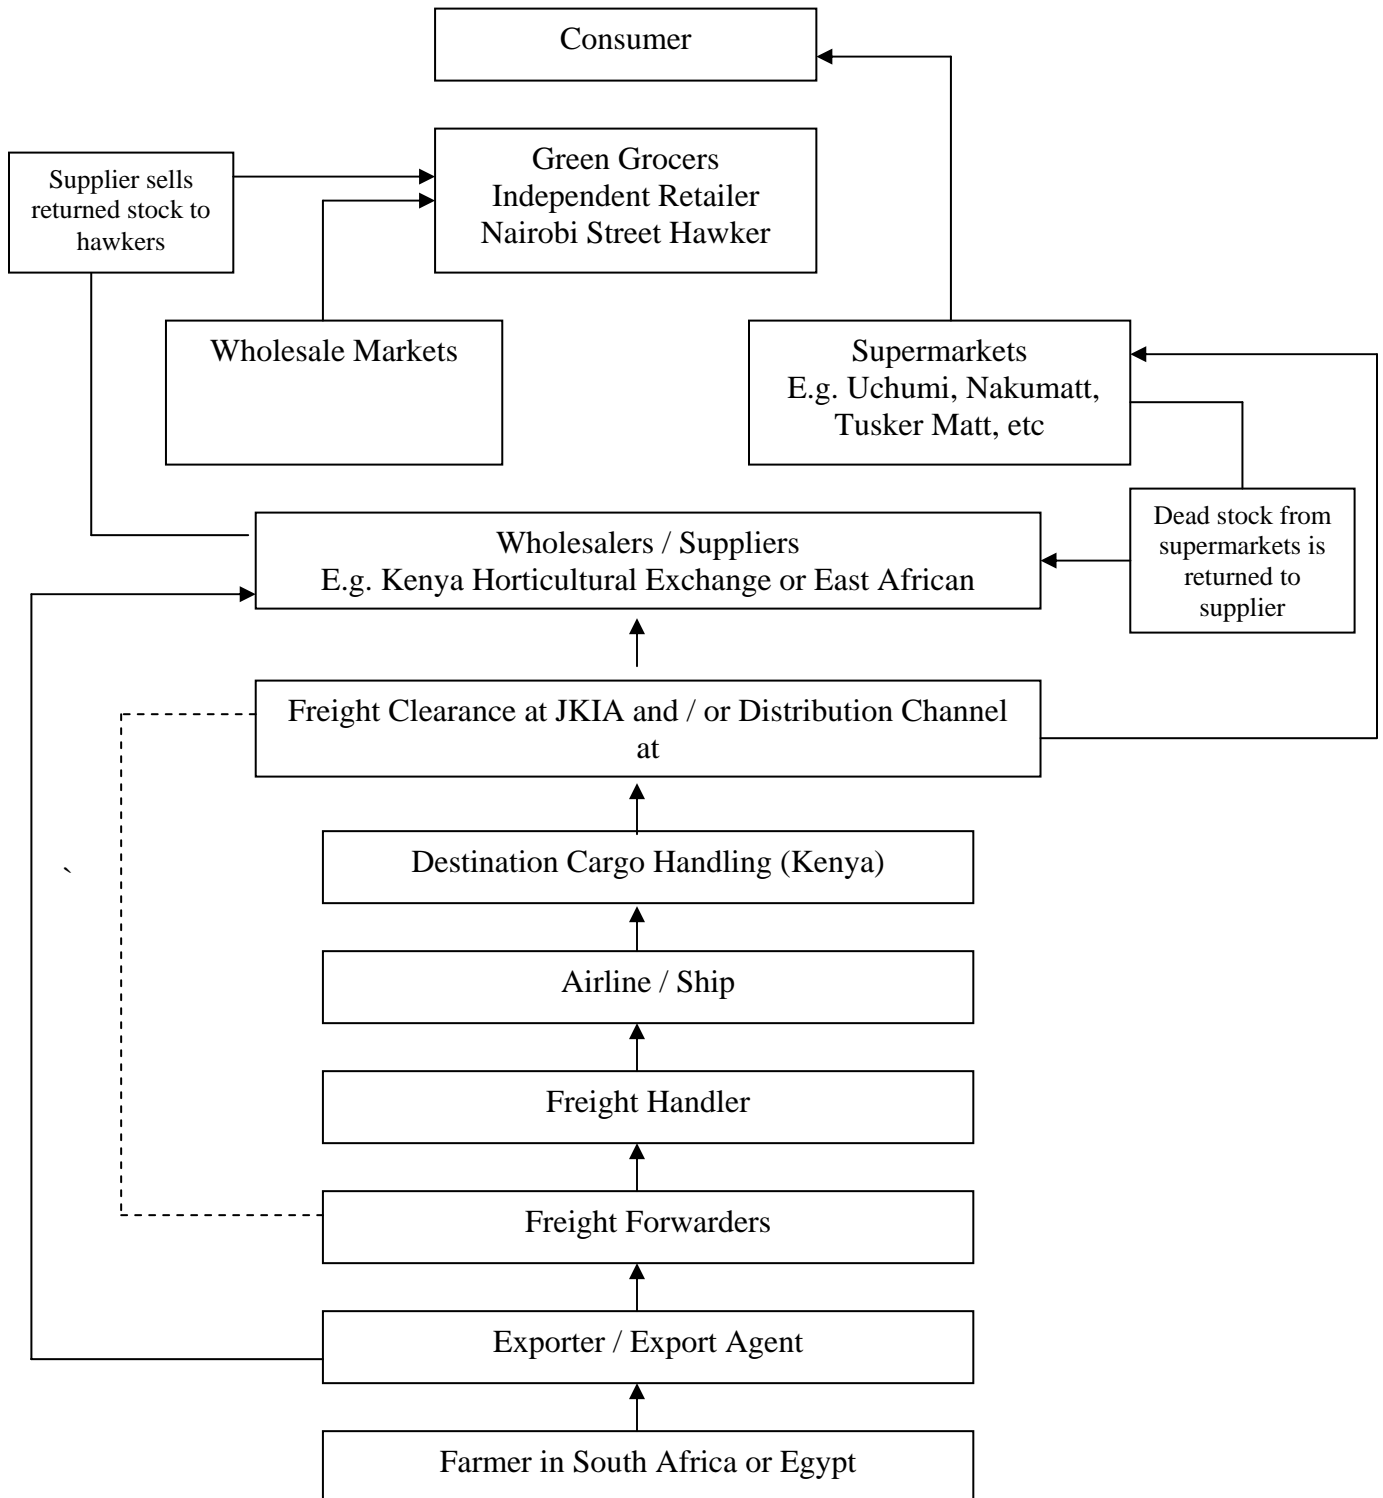 Consumer
Supplier sells
returned stock to
hawkers
Green Grocers
Independent Retailer
Nairobi Street Hawker
Wholesale Markets
Supermarkets
E.g. Uchumi, Nakumatt,
Tusker Matt, etc
Wholesalers / Suppliers
E.g. Kenya Horticultural Exchange or East African
Dead stock from
supermarkets is
returned to
supplier
Freight Clearance at JKIA and / or Distribution Channel
at
Destination Cargo Handling (Kenya)
`
Airline / Ship
Freight Handler
Freight Forwarders
Exporter / Export Agent
Farmer in South Africa or Egypt